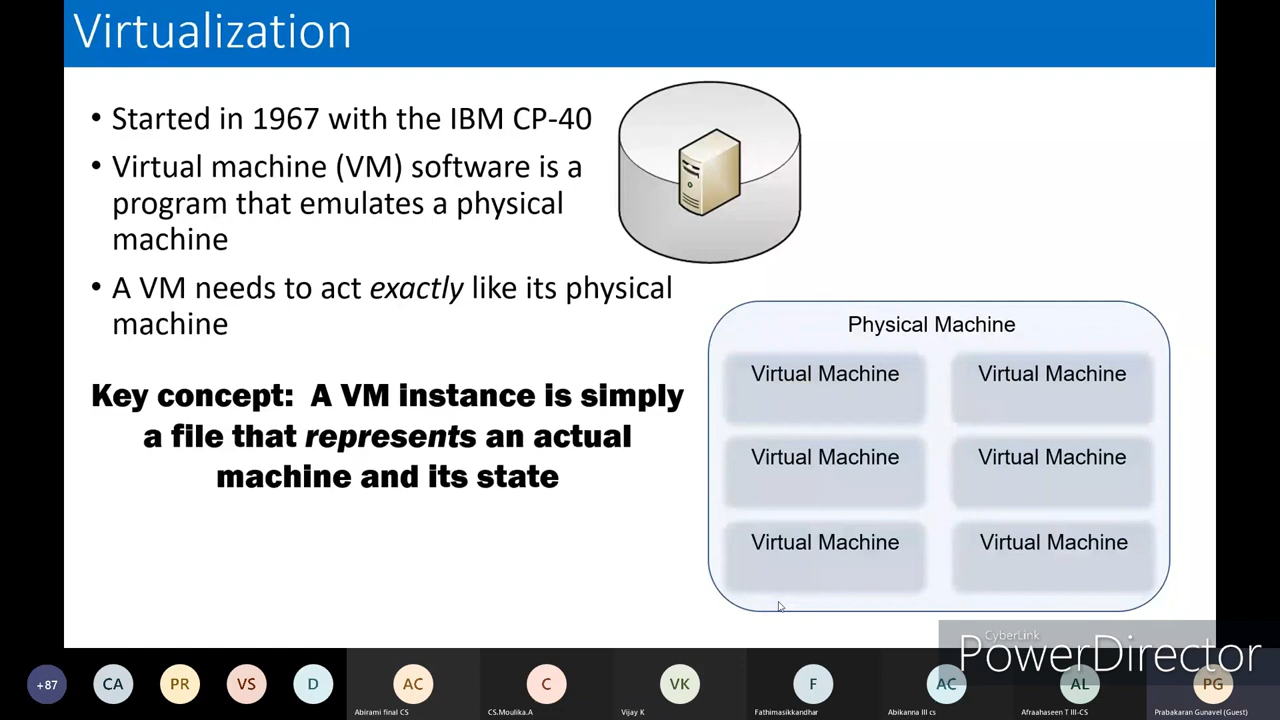 Virtualization
• Started in 1967 with the IBM CP-40
• Virtual machine (VM) software is a
program that emulates a physical
machine
• A VM needs to act exactly like its physical
machine
Key concept: A VM instance is simply
a file that represents an actual
machine and its state
Physical Machine
Virtual Machine Virtual Machine
Virtual Machine Virtual Machine
Virtual Machine Virtual Machine
CyberLink
PowerDirector
+87 CA PR VS D AC C VK F AC AL PG
Abirami final CS CS.Moulika.A Vijay K Fathimasikkandhar Abikanna III cs Afraahaseen T III-CS Prabakaran Gunavel (Guest)